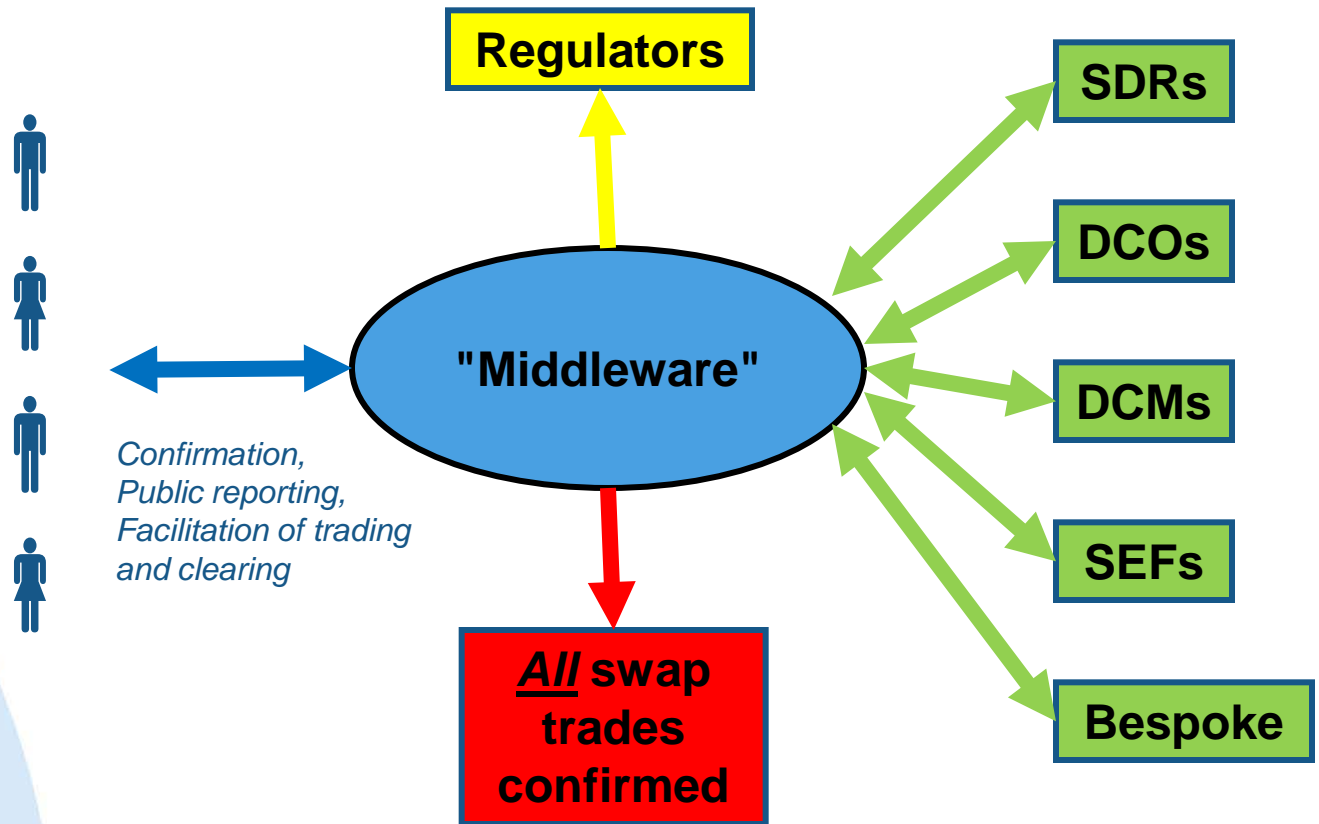 Regulators
SDRs
DCOs
"Middleware"
DCMs
Confirmation,
Public reporting,
Facilitation of trading
and clearing
SEFs
All swap
trades
confirmed
Bespoke